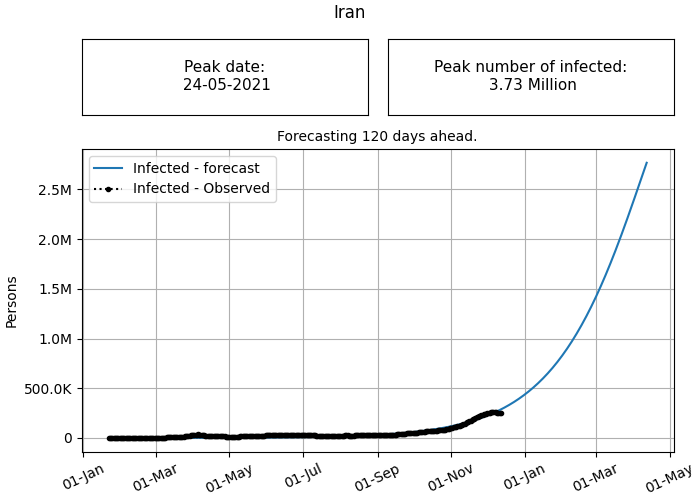 Iran
Peak date:
24-05-2021
Peak number of infected:
3.73 Million
Forecasting 120 days ahead.
Infected - forecast
Infected - Observed
2.5M
2.0M
1.5M
1.0M
500.0K
0
Persons
01-Jan
01-Mar
01-May
01-Jul
01-Sep
01-Nov
01-Jan
01-Mar
01-May